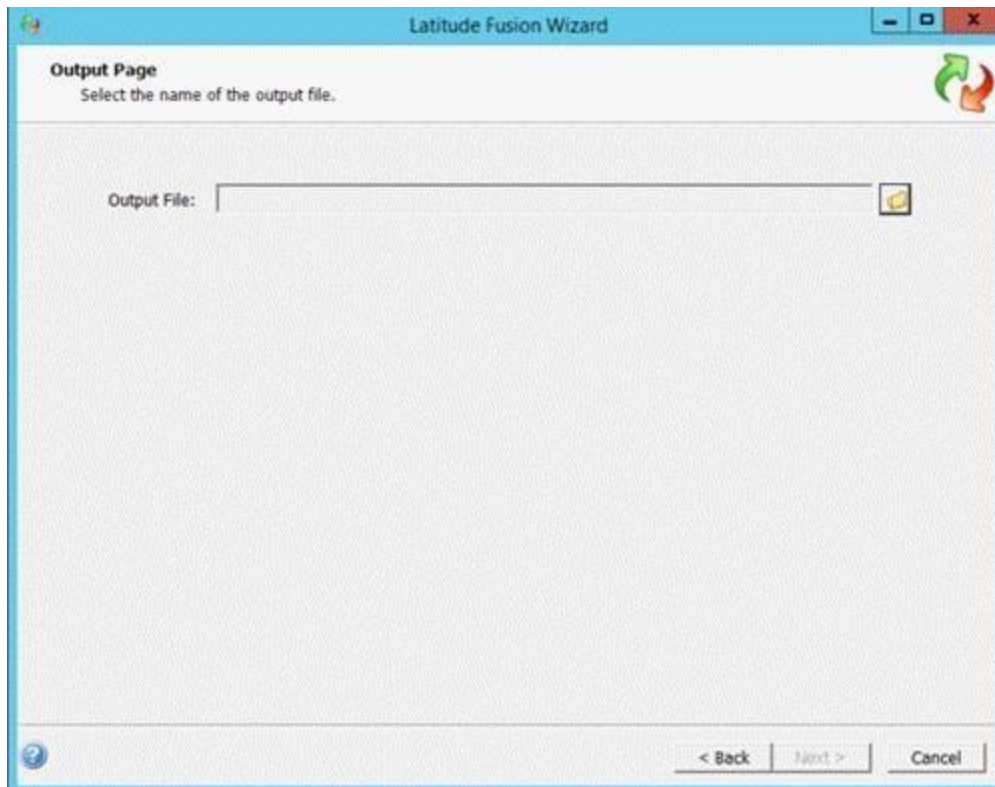 Latitude Fusion Wizard
Output Page
Select the name of the output file.
Output File:
< Back Next > Cancel